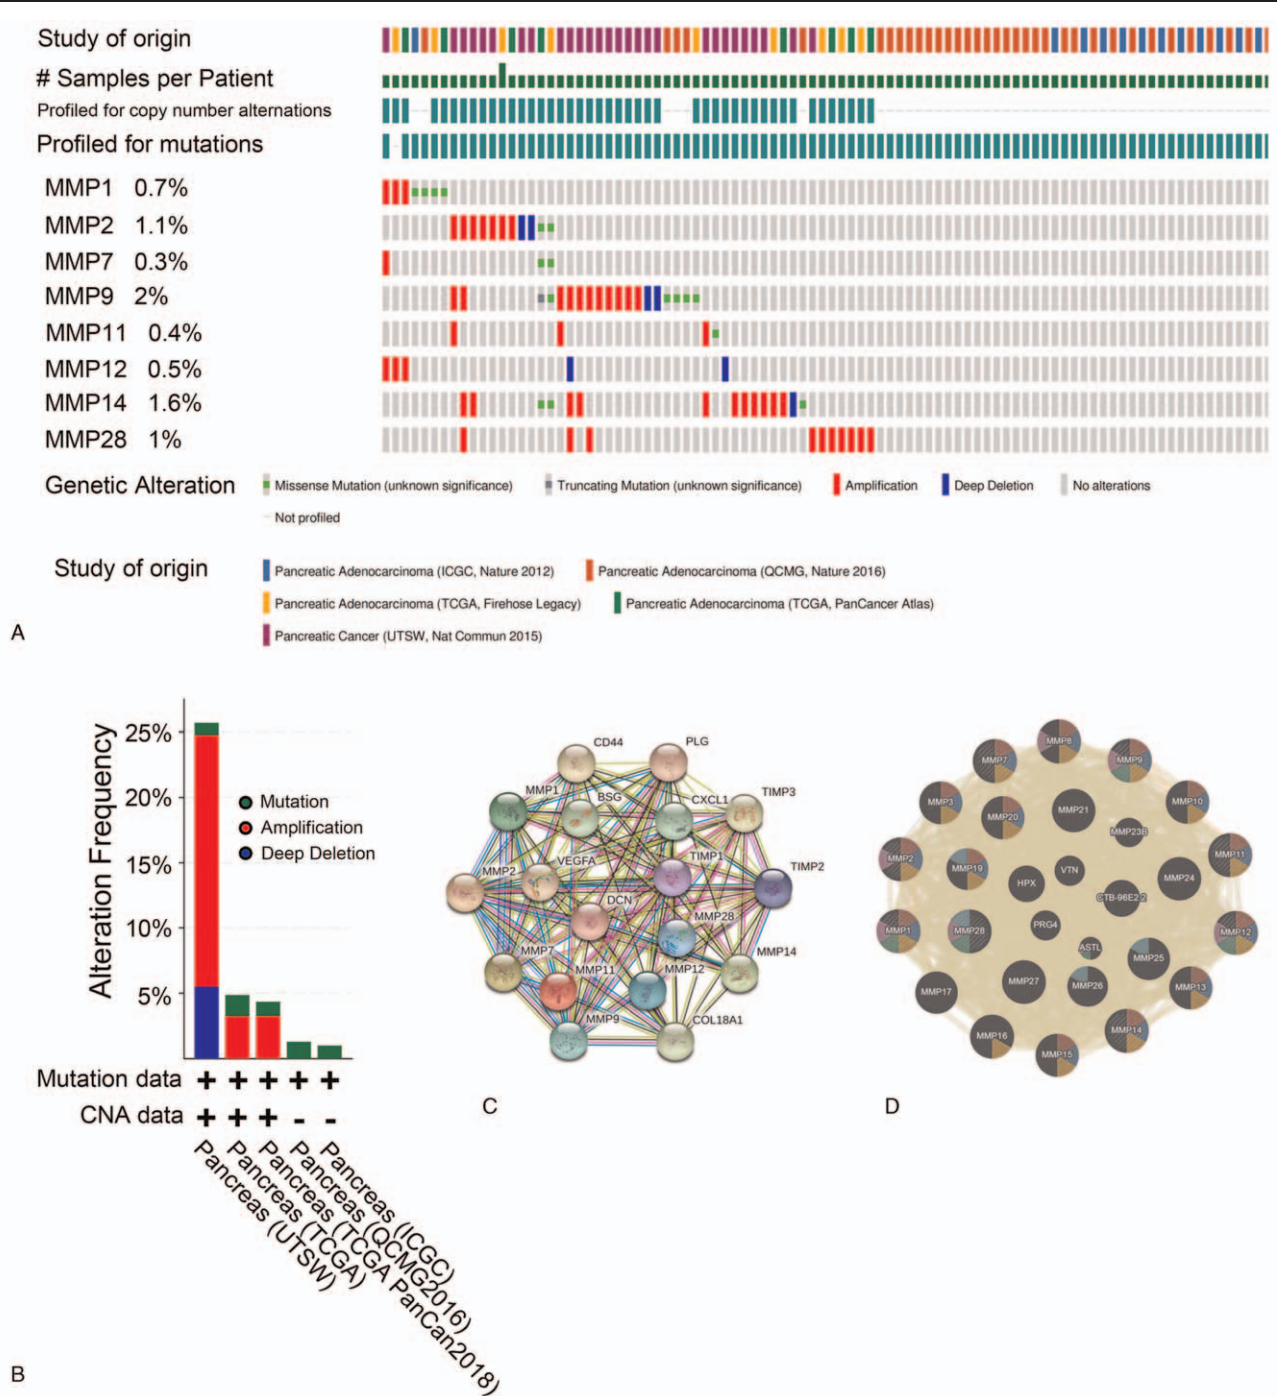 Study of origin
# Samples per Patient
Profiled for copy number alternations
Profiled for mutations
MMP1 0.7%
MMP2 1.1%
MMP7 0.3%
MMP9 2%
MMP11 0.4%
MMP12 0.5%
MMP14 1.6%
MMP28 1%
Genetic Alteration
Missense Mutation (unknown significance) Truncating Mutation (unknown significance) Amplification Deep Deletion No alterations
Not profiled
Study of origin
Pancreatic Adenocarcinoma (ICGC, Nature 2012) Pancreatic Adenocarcinoma (QCMG, Nature 2016)
Pancreatic Adenocarcinoma (TCGA, Firehose Legacy) Pancreatic Adenocarcinoma (TCGA, PanCancer Atlas)
Pancreatic Cancer (UTSW, Nat Commun 2015)
A
Alteration Frequency
25%
20%
15%
10%
5%
Mutation
Amplification
Deep Deletion
Mutation data + + + + +
CNA data + + + - -
Pancreas (UTSW)
Pancreas (TCGA)
Pancreas (TCGA PanCan2018)
Pancreas (QCMG2016)
Pancreas (ICGC)
B
CD44
PLG
MMP1
BSG
CXCL1
TIMP3
MMP2
VEGFA
TIMP1
TIMP2
DCN
MMP28
MMP7
MMP11
MMP12
MMP14
MMP9
COL18A1
C
MMP8
MMP7
MMP9
MMP3
MMP20
MMP21
MMP10
MMP23B
MMP2
MMP19
HPX
VTN
MMP24
MMP11
CTB-96E2.2
MMP1
MMP28
PRG4
MMP12
ASTL
MMP25
MMP17
MMP27
MMP26
MMP13
MMP16
MMP15
MMP14
D